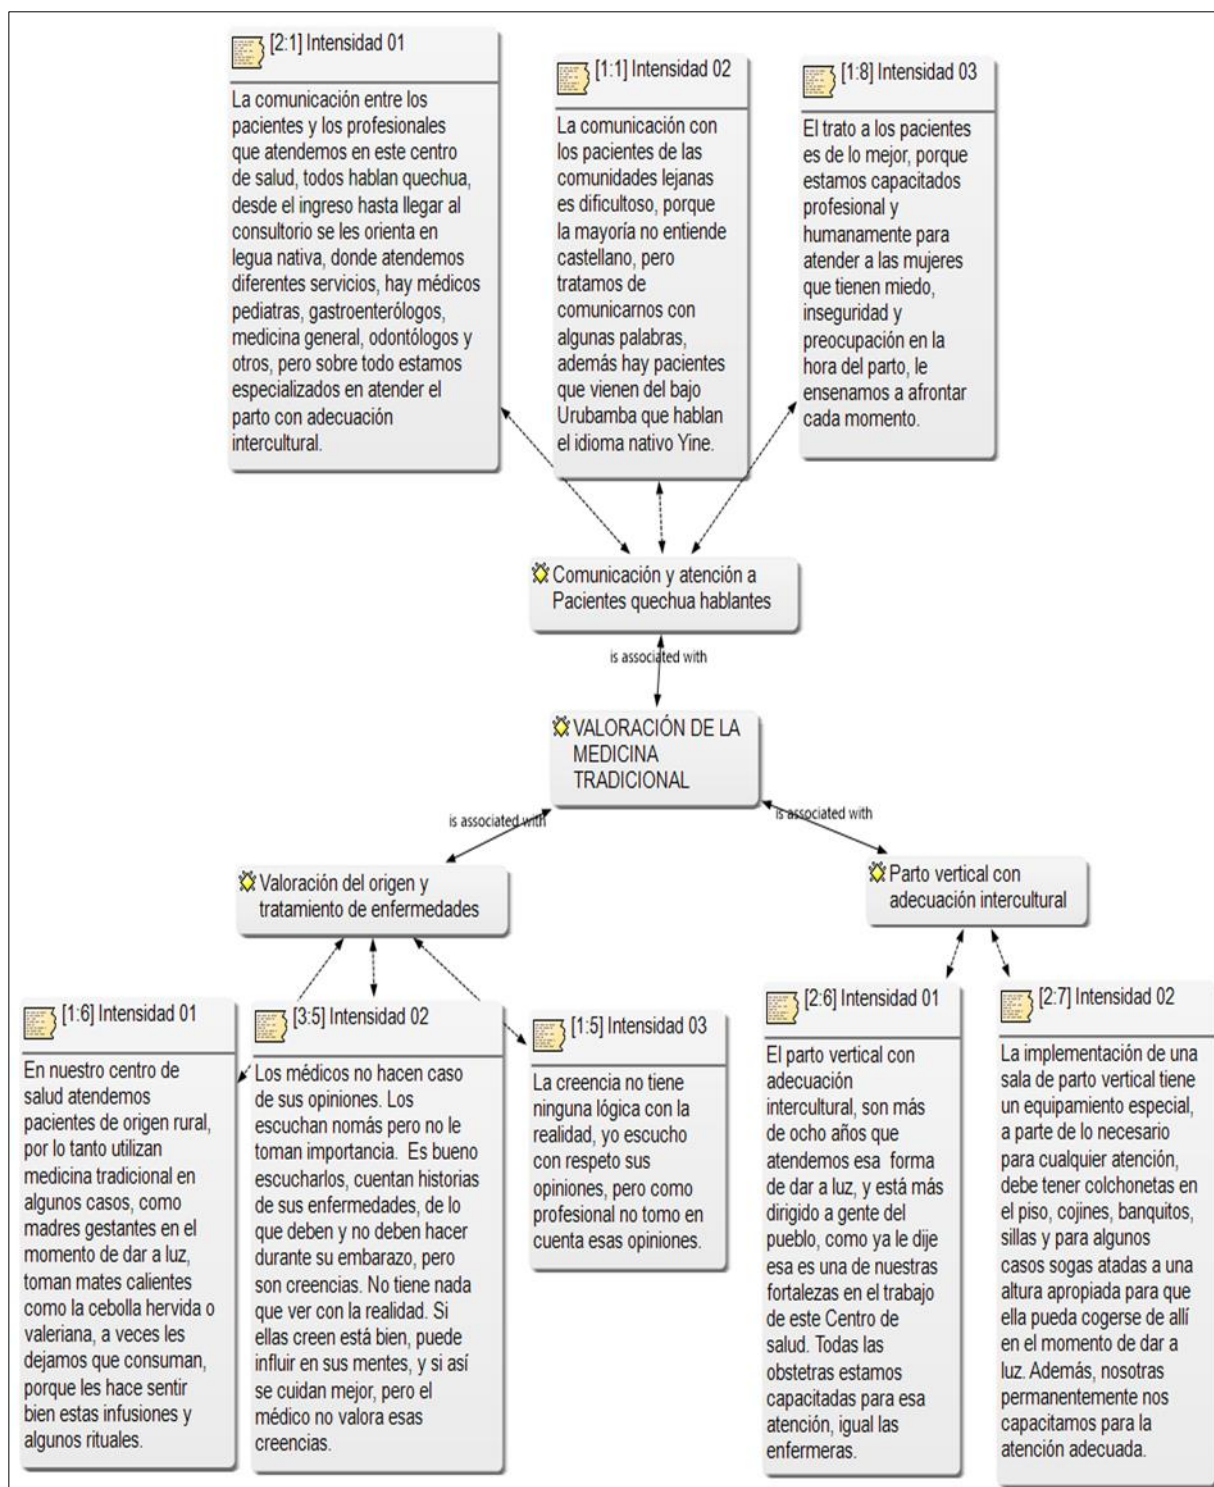 [2:1] Intensidad 01
La comunicación entre los
pacientes y los profesionales
que atendemos en este centro
de salud, todos hablan quechua,
desde el ingreso hasta llegar al
consultorio se les orienta en
legua nativa, donde atendemos
diferentes servicios, hay médicos
pediatras, gastroenterólogos,
medicina general, odontólogos y
otros, pero sobre todo estamos
especializados en atender el
parto con adecuación
intercultural.
[1:1] Intensidad 02
La comunicación con
los pacientes de las
comunidades lejanas
es dificultoso, porque
la mayoría no entiende
castellano, pero
tratamos de
comunicarnos con
algunas palabras,
además hay pacientes
que vienen del bajo
Urubamba que hablan
el idioma nativo Yine.
[1:8] Intensidad 03
El trato a los pacientes
es de lo mejor, porque
estamos capacitados
profesional y
humanamente para
atender a las mujeres
que tienen miedo,
inseguridad y
preocupación en la
hora del parto, le
ensenamos a afrontar
cada momento.
Comunicación y atención a
Pacientes quechua hablantes
is associated with
VALORACIÓN DE LA
MEDICINA
TRADICIONAL
is associated with
is associated with
Valoración del origen y
tratamiento de enfermedades
Parto vertical con
adecuación intercultural
[1:6] Intensidad 01
En nuestro centro de
salud atendemos
pacientes de origen rural,
por lo tanto utilizan
medicina tradicional en
algunos casos, como
madres gestantes en el
momento de dar a luz,
toman mates calientes
como la cebolla hervida o
valeriana, a veces les
dejamos que consuman,
porque les hace sentir
bien estas infusiones y
algunos rituales.
[3:5] Intensidad 02
Los médicos no hacen caso
de sus opiniones. Los
escuchan nomás pero no le
toman importancia.  Es bueno
escucharlos, cuentan historias
de sus enfermedades, de lo
que deben y no deben hacer
durante su embarazo, pero
son creencias. No tiene nada
que ver con la realidad. Si
ellas creen está bien, puede
influir en sus mentes, y si así
se cuidan mejor, pero el
médico no valora esas
creencias.
[1:5] Intensidad 03
La creencia no tiene
ninguna lógica con la
realidad, yo escucho
con respeto sus
opiniones, pero como
profesional no tomo en
cuenta esas opiniones.
[2:6] Intensidad 01
El parto vertical con
adecuación
intercultural, son más
de ocho años que
atendemos esa  forma
de dar a luz, y está más
dirigido a gente del
pueblo, como ya le dije
esa es una de nuestras
fortalezas en el trabajo
de este Centro de
salud. Todas las
obstetras estamos
capacitadas para esa
atención, igual las
enfermeras.
[2:7] Intensidad 02
La implementación de una
sala de parto vertical tiene
un equipamiento especial,
a parte de lo necesario
para cualquier atención,
debe tener colchonetas en
el piso, cojines, banquitos,
sillas y para algunos
casos sogas atadas a una
altura apropiada para que
ella pueda cogerse de allí
en el momento de dar a
luz. Además, nosotras
permanentemente nos
capacitamos para la
atención adecuada.